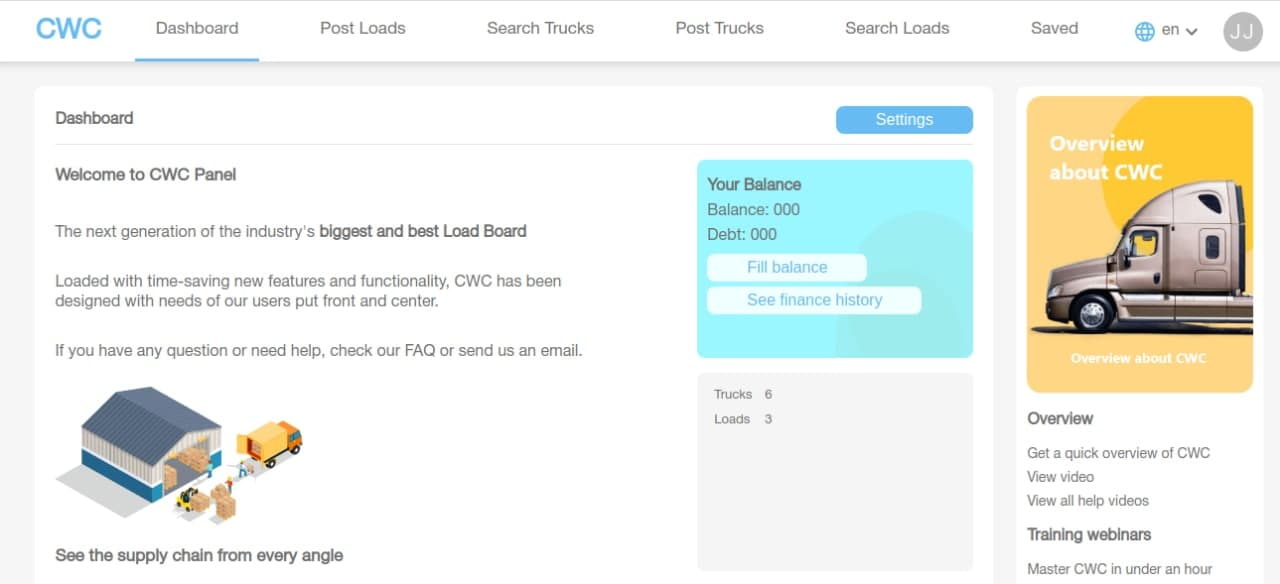 CWC
Dashboard
Post Loads
Search Trucks
Post Trucks
Search Loads
Saved
en
JJ
Dashboard
Settings
Welcome to CWC Panel
The next generation of the industry's biggest and best Load Board
Loaded with time-saving new features and functionality, CWC has been
designed with needs of our users put front and center.
If you have any question or need help, check our FAQ or send us an email.
See the supply chain from every angle
Your Balance
Balance: 000
Debt: 000
Fill balance
See finance history
Trucks 6
Loads 3
Overview
about CWC
Overview about CWC
Overview
Get a quick overview of CWC
View video
View all help videos
Training webinars
Master CWC in under an hour